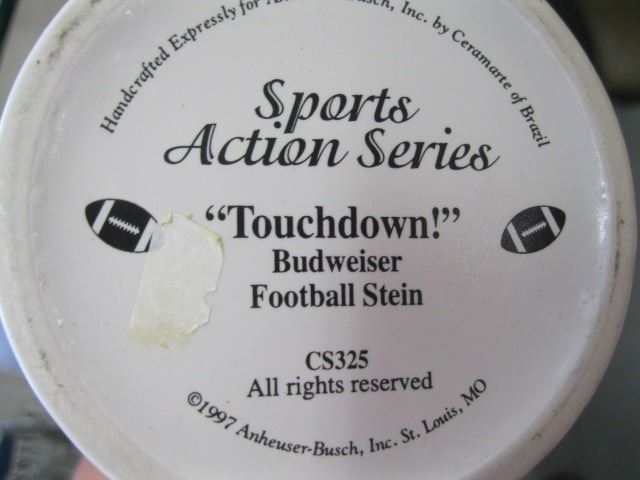 Handcrafted Expressly for Anheuser-Busch, Inc. by Ceramarte of Brazil
Sports
Action Series
“Touchdown!”
Budweiser
Football Stein
CS325
All rights reserved
©1997 Anheuser-Busch, Inc. St. Louis, MO